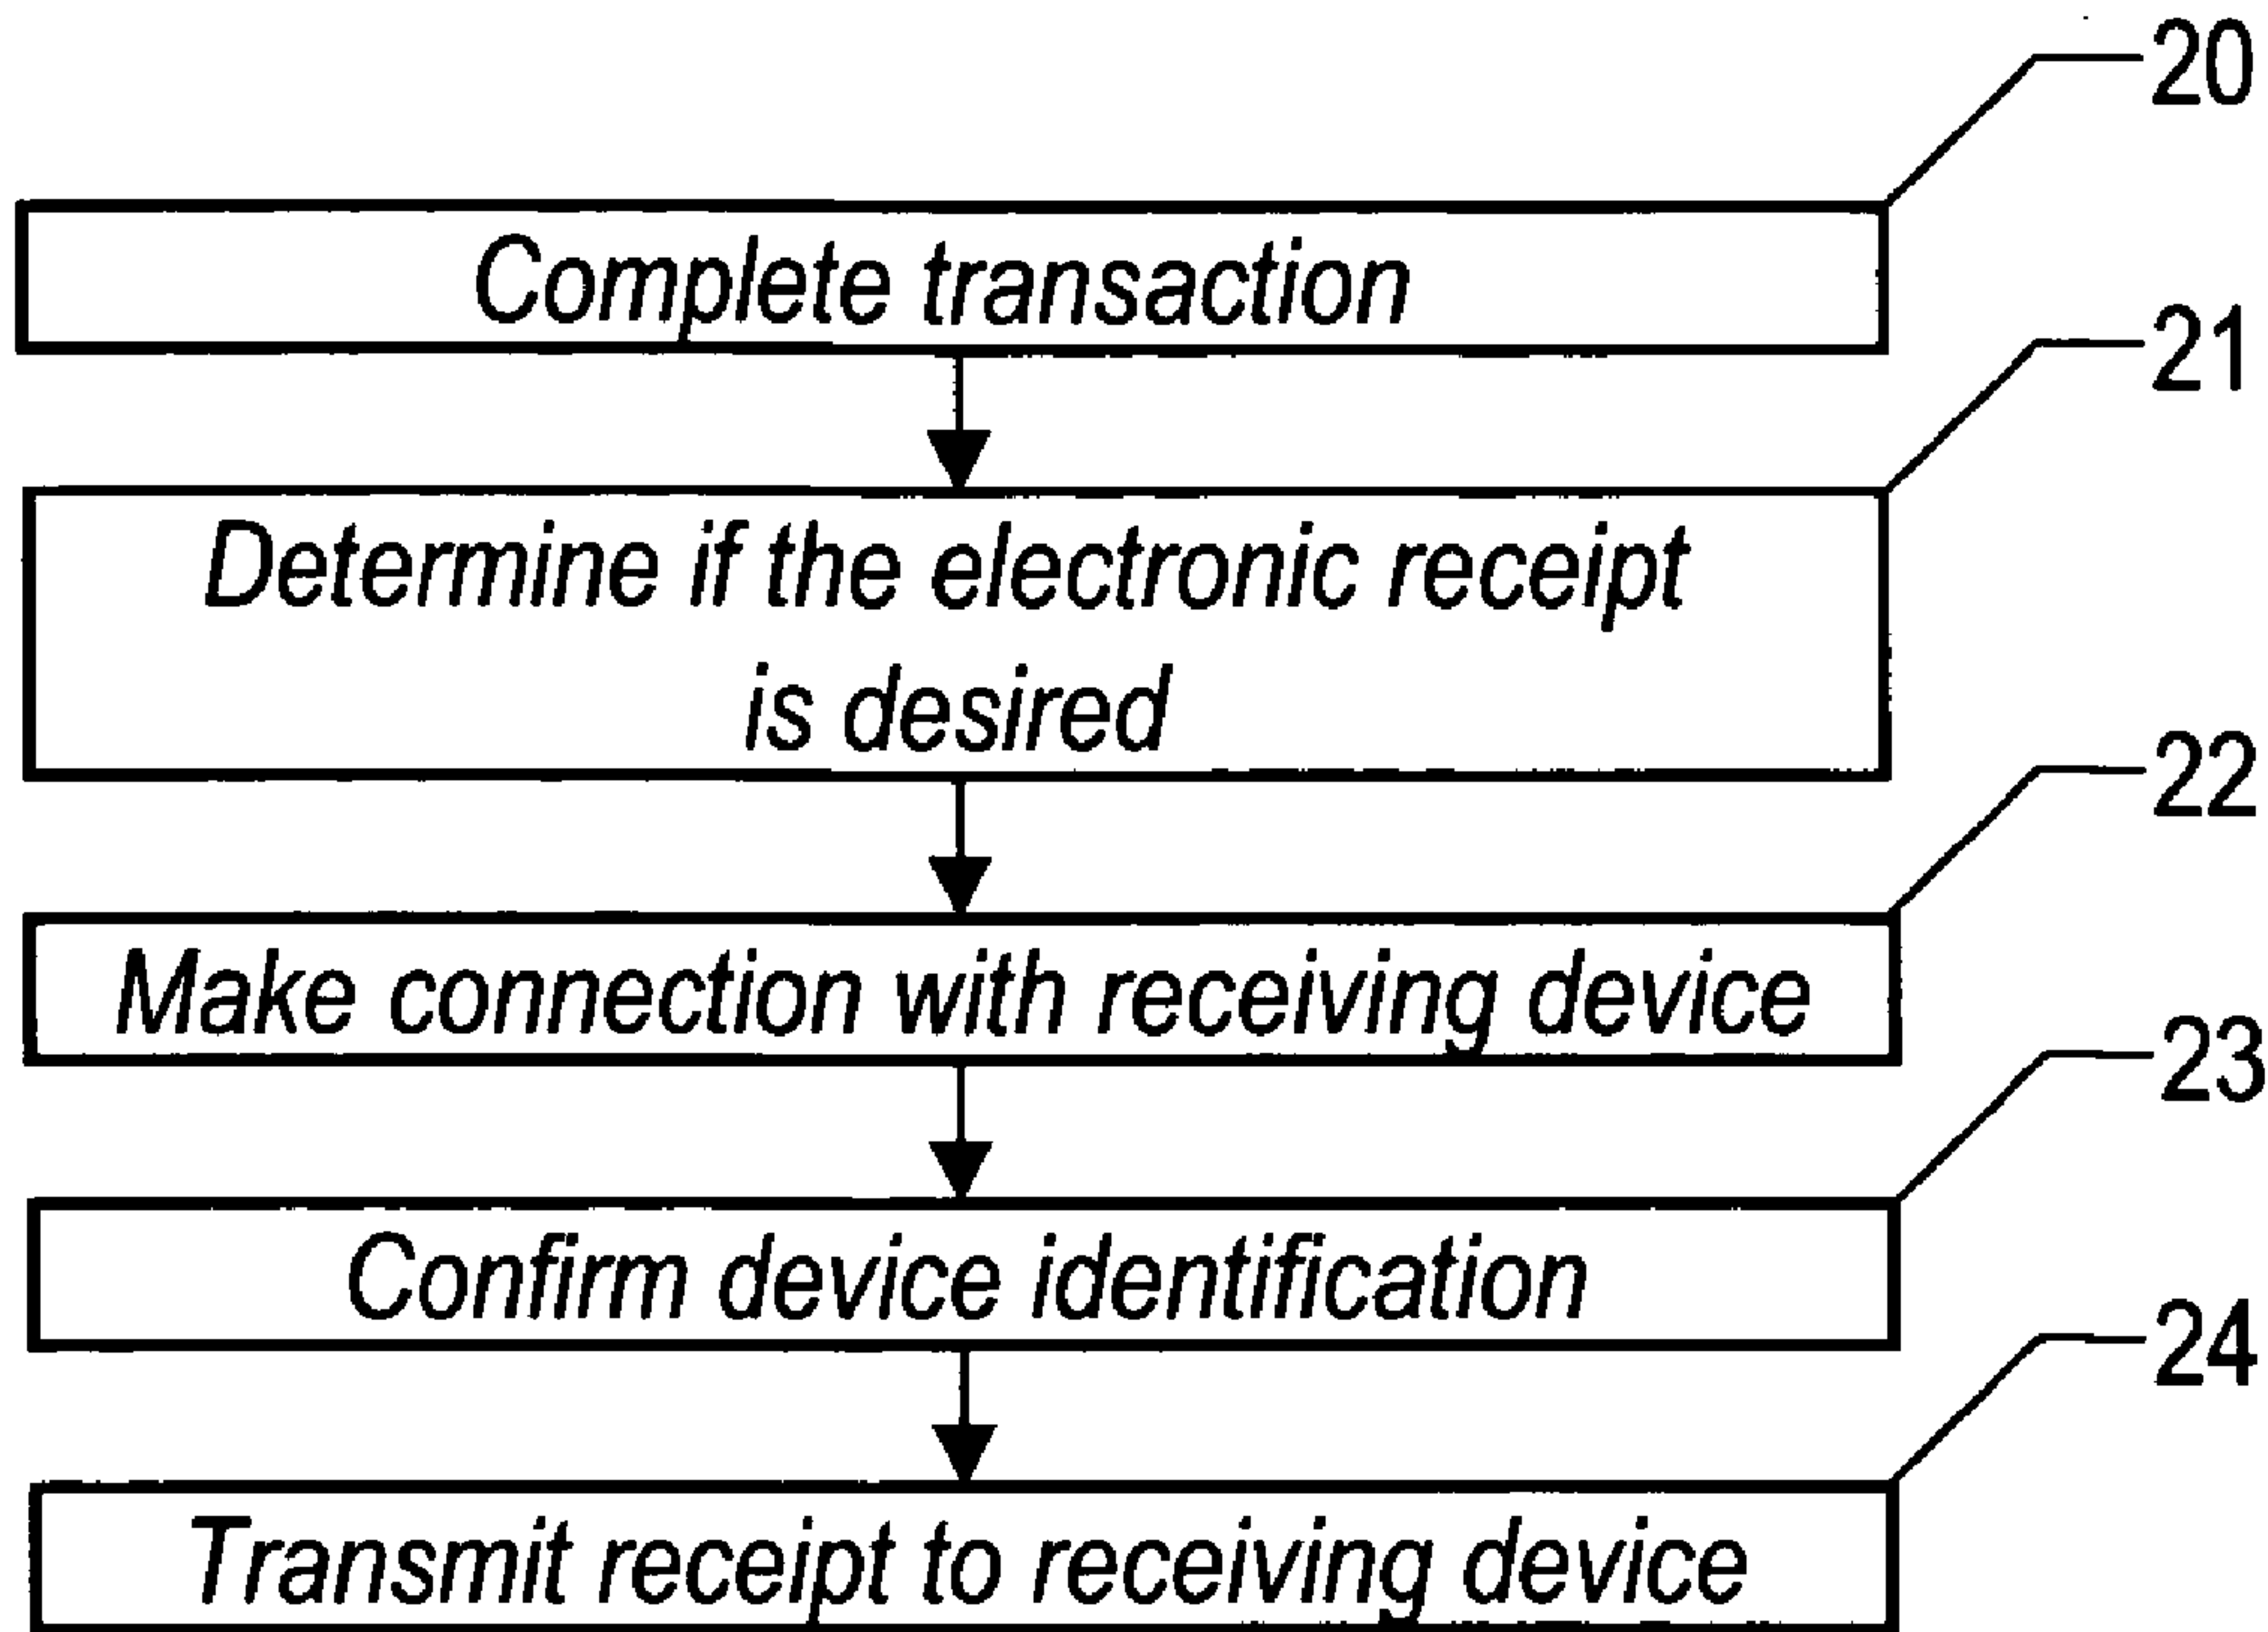 20
Complete transaction
21
Determine if the electronic receipt
is desired
22
Make connection with receiving device
23
Confirm device identification
24
Transmit receipt to receiving device